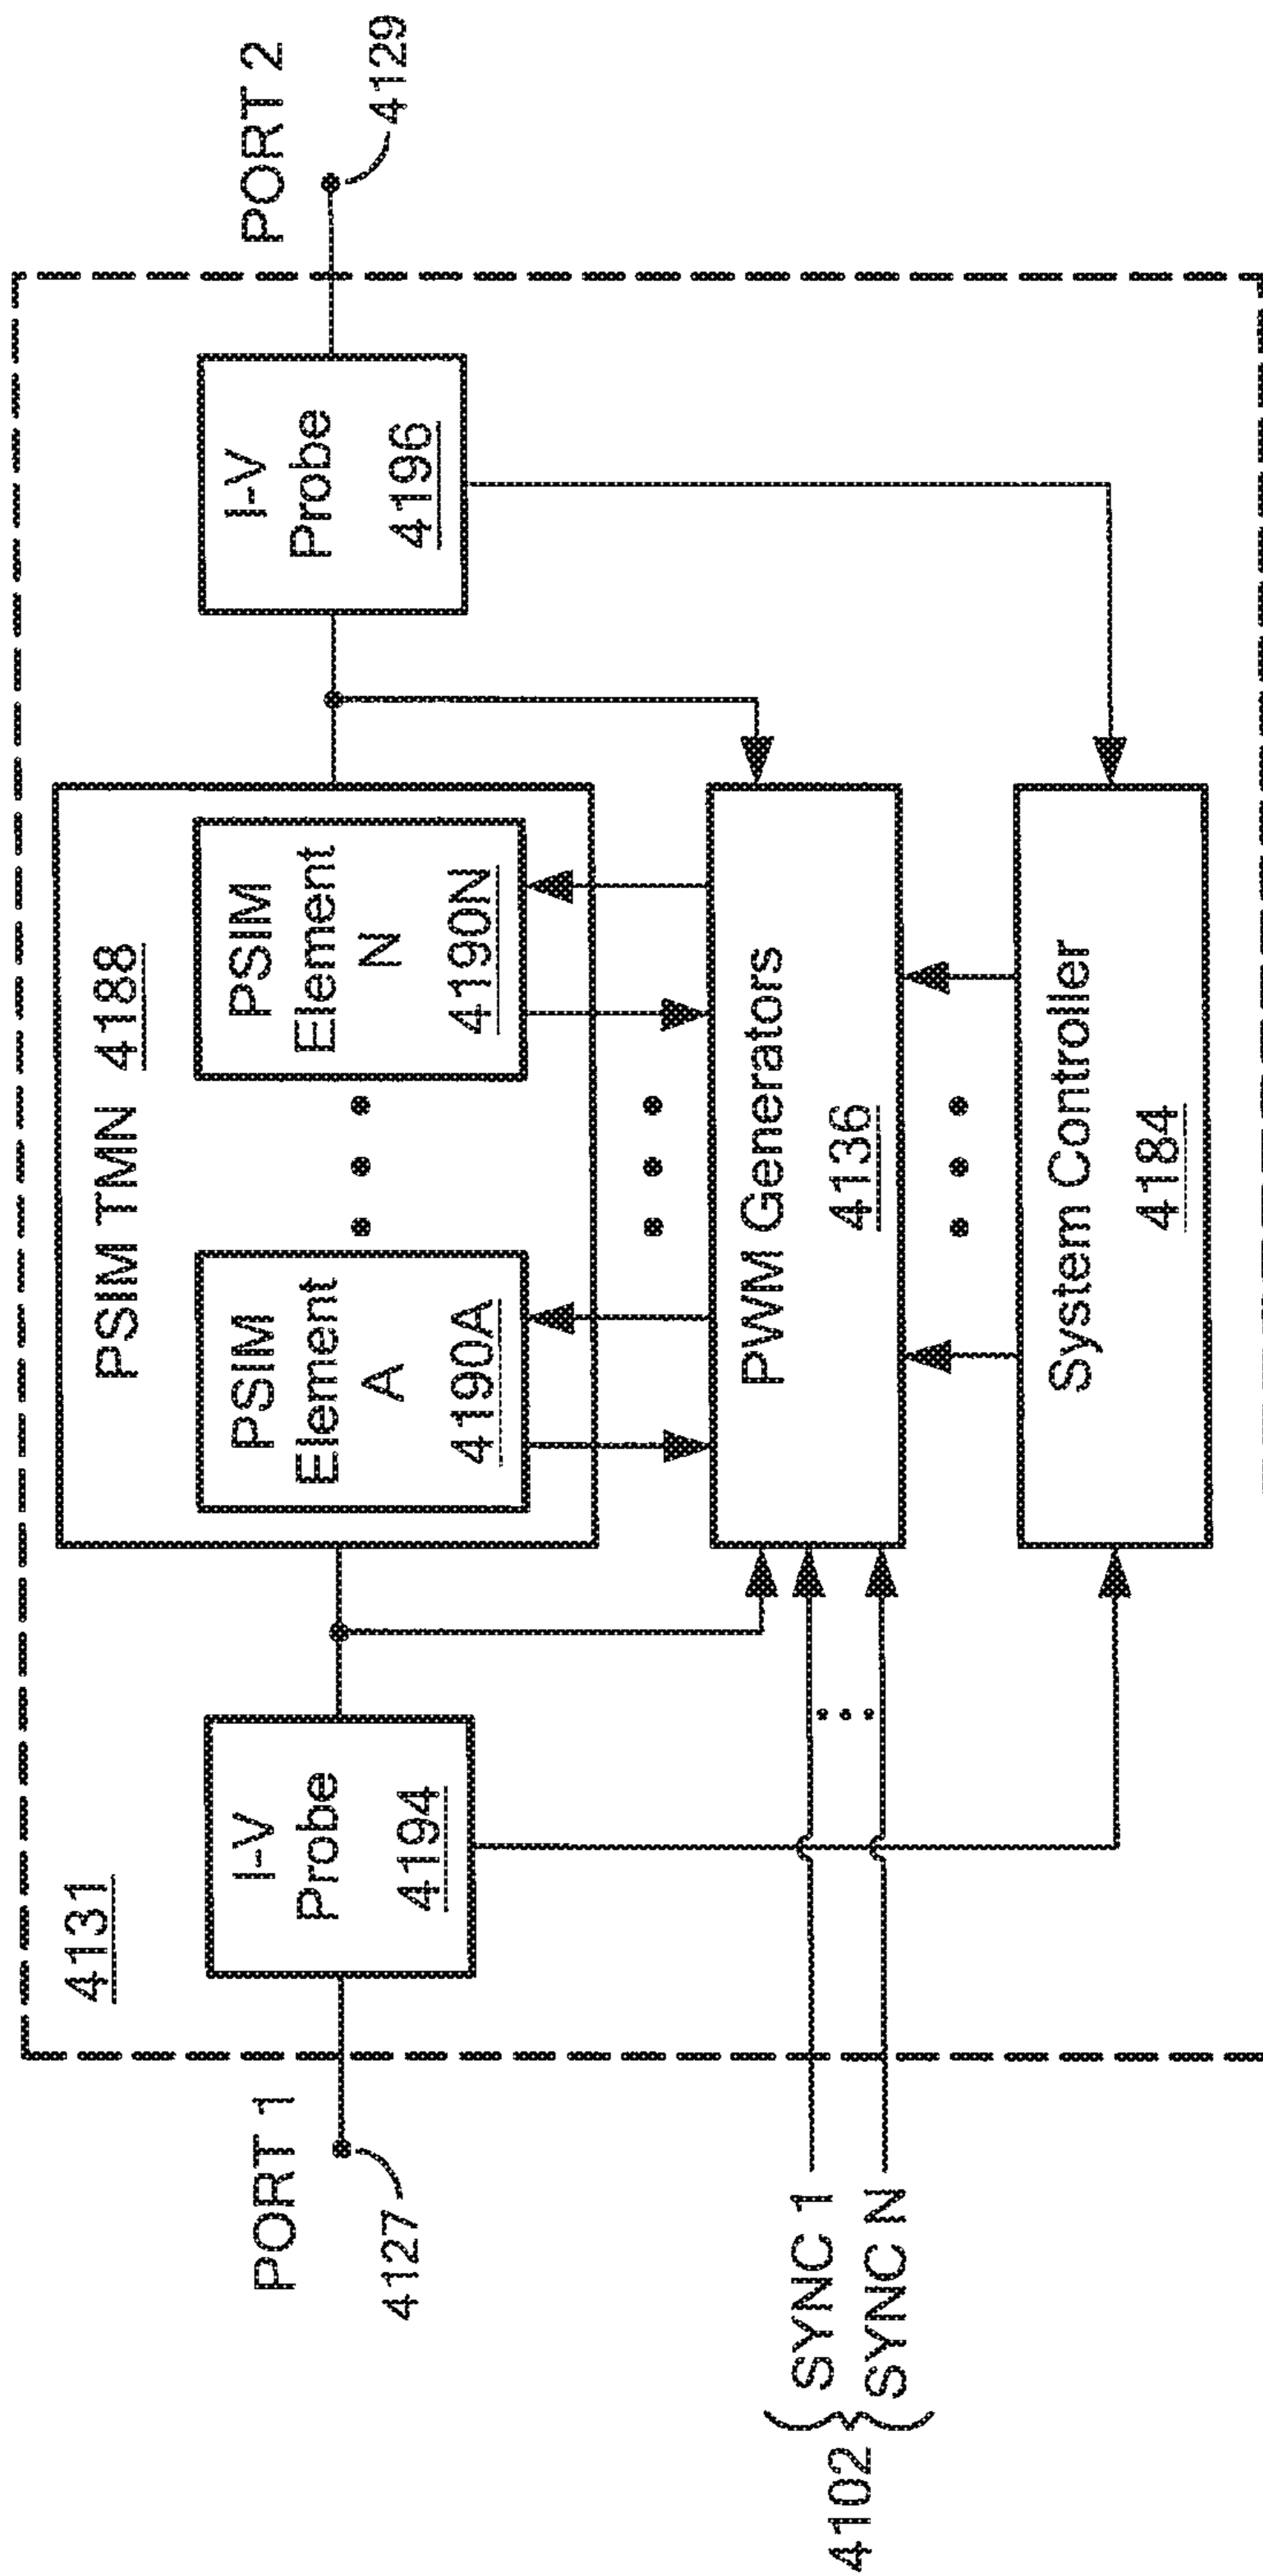 4131
PORT 1
4127
I-V
Probe
4194
PSIM TMN 4188
PSIM
Element
A
4190A
PSIM
Element
N
4190N
I-V
Probe
4196
PORT 2
4129
PWM Generators
4136
System Controller
4184
4102
SYNC 1
SYNC N